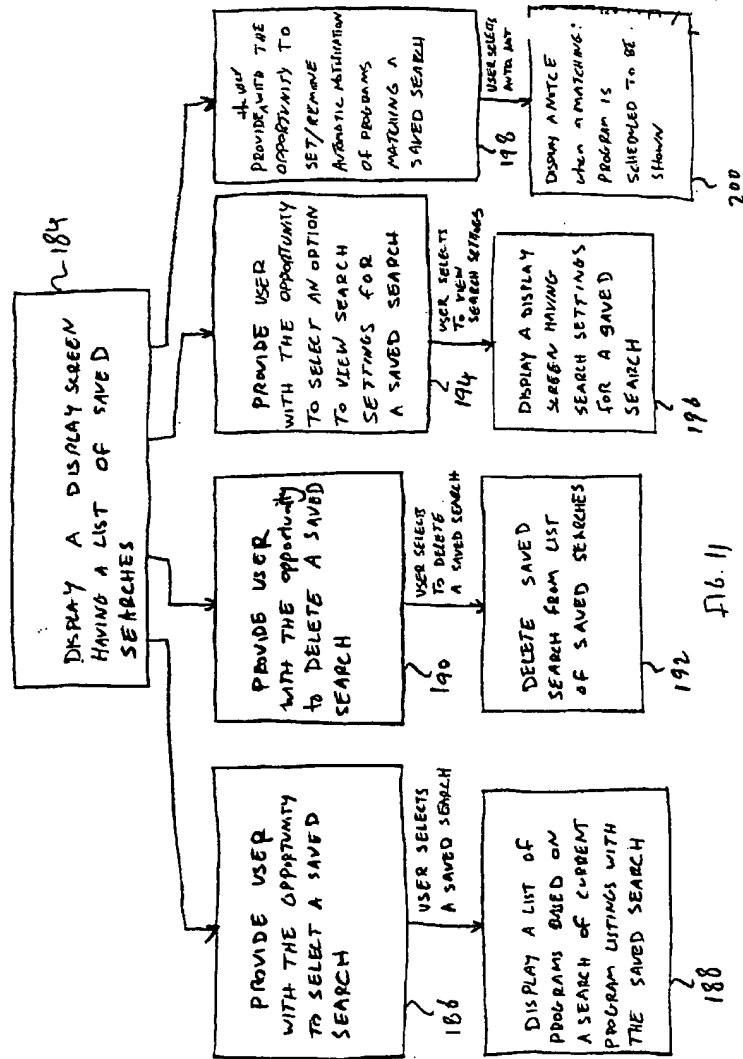 DISPLAY A DISPLAY SCREEN
HAVING A LIST OF SAVED
SEARCHES
184
PROVIDE USER
WITH THE OPPORTUNITY
TO SELECT A SAVED
SEARCH
186
USER SELECTS
A SAVED SEARCH
DISPLAY A LIST OF
PROGRAMS BASED ON
A SEARCH OF CURRENT
PROGRAM LISTINGS WITH
THE SAVED SEARCH
188
PROVIDE USER
WITH THE OPPORTUNITY
TO DELETE A SAVED
SEARCH
190
USER SELECTS
TO DELETE
A SAVED SEARCH
DELETE SAVED
SEARCH FROM LIST
OF SAVED SEARCHES
192
PROVIDE USER
WITH THE OPPORTUNITY
TO SELECT AN OPTION
TO VIEW SEARCH
SETTINGS FOR
A SAVED SEARCH
194
USER SELECTS
TO VIEW
SEARCH SETTINGS
DISPLAY A DISPLAY
SCREEN HAVING
SEARCH SETTINGS
FOR A SAVED
SEARCH
196
the user
PROVIDE WITH THE
OPPORTUNITY TO
SET/REMOVE
AUTOMATIC NOTIFICATION
OF PROGRAMS
MATCHING A
SAVED SEARCH
198
USER SELECTS
AUTO NOT
DISPLAY A NOTICE
when a MATCHING
PROGRAM IS
SCHEDULED TO BE
SHOWN
200
FIG. 11